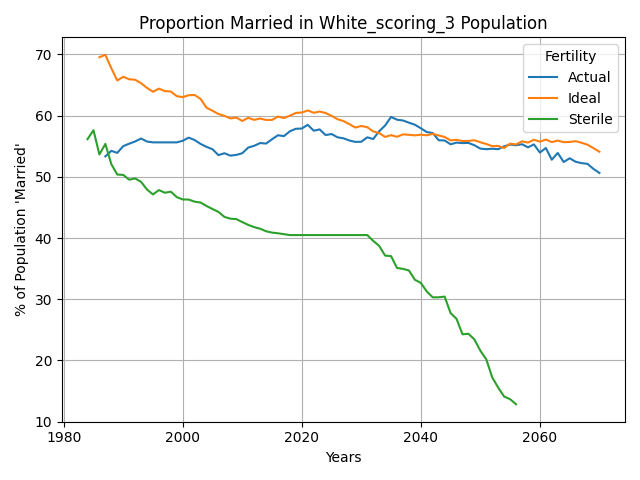 Proportion Married in White_scoring_3 Population
% of Population 'Married'
70
60
50
40
30
20
10
Fertility
Actual
Ideal
Sterile
1980
2000
2020
2040
2060
Years